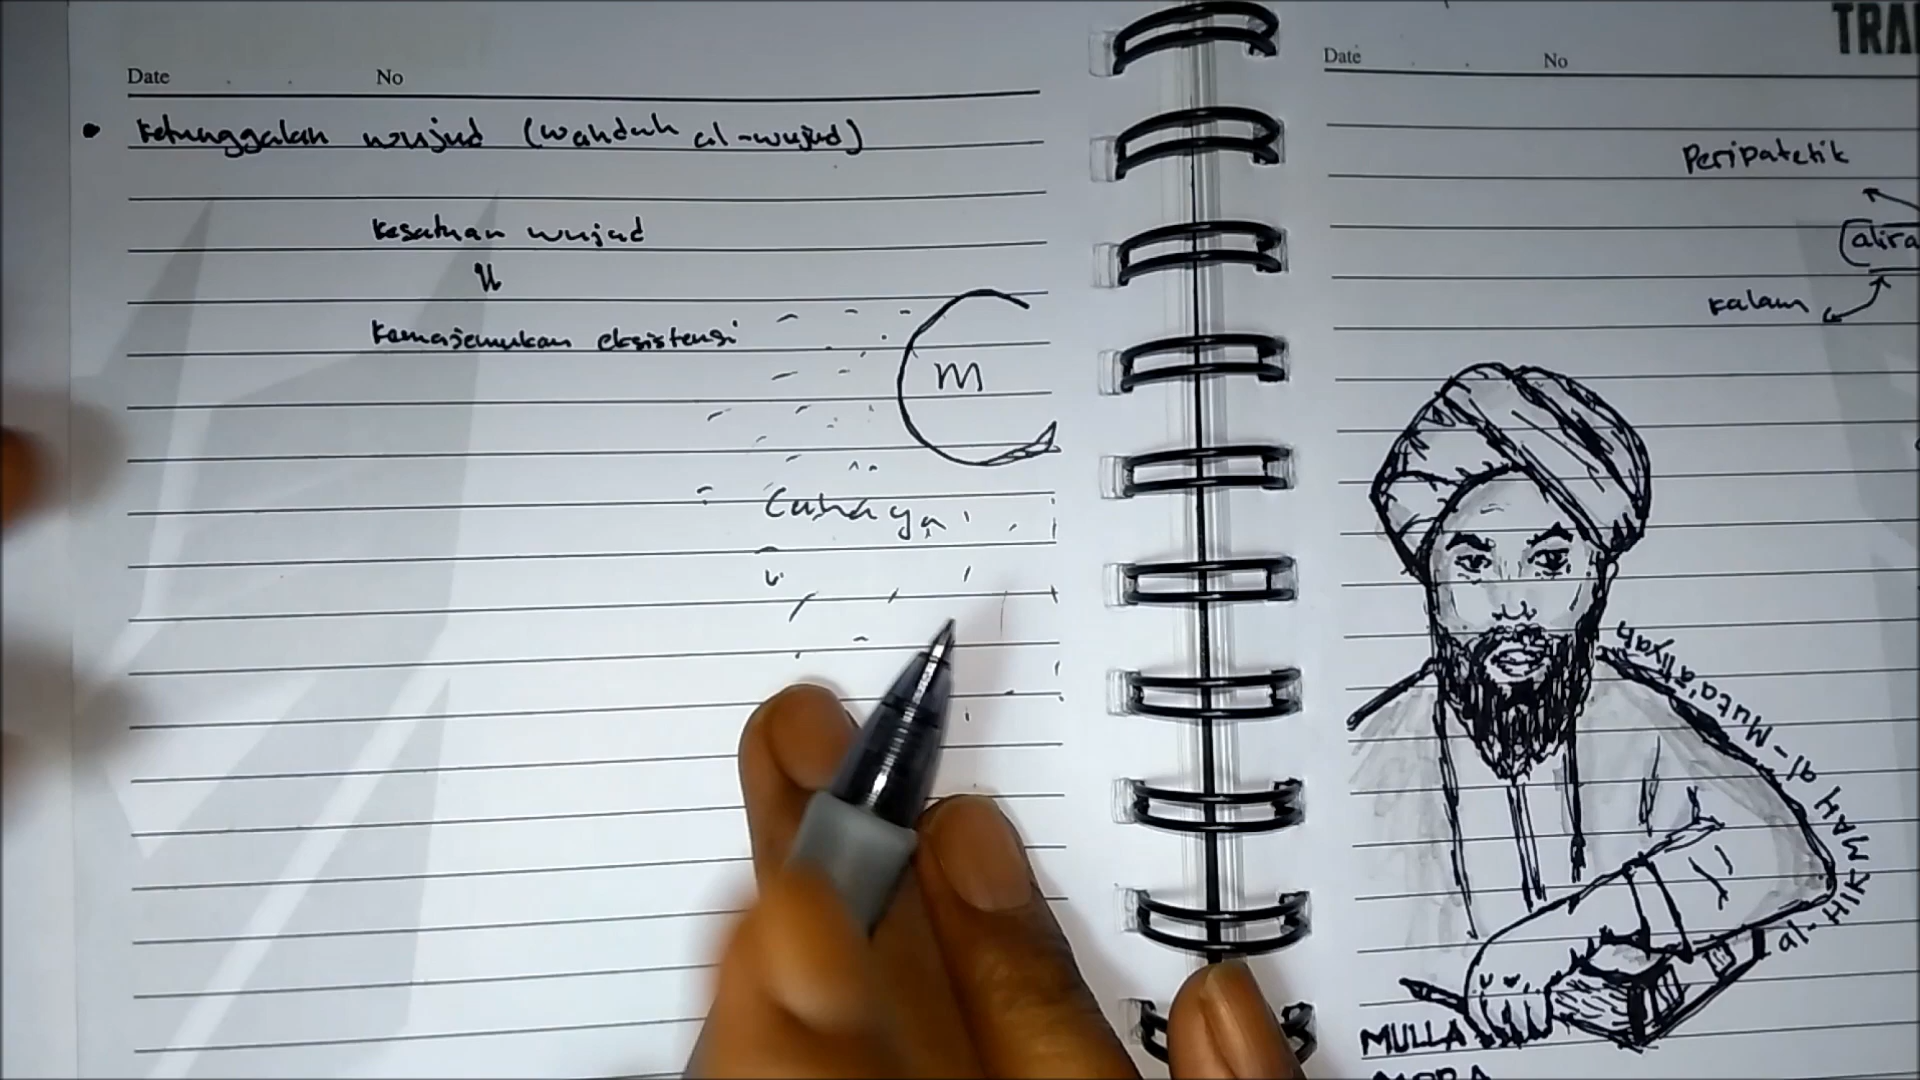 Date No
• Ketunggalan wujud (wahdah al-wujud)
Kesatuan wujud
Kemajemukan eksistensi
m
Cahaya
TRA
Date No
Peripatetik
(alira
Kalam
al-HIKMAH al-Muta'aliyah
MULLA